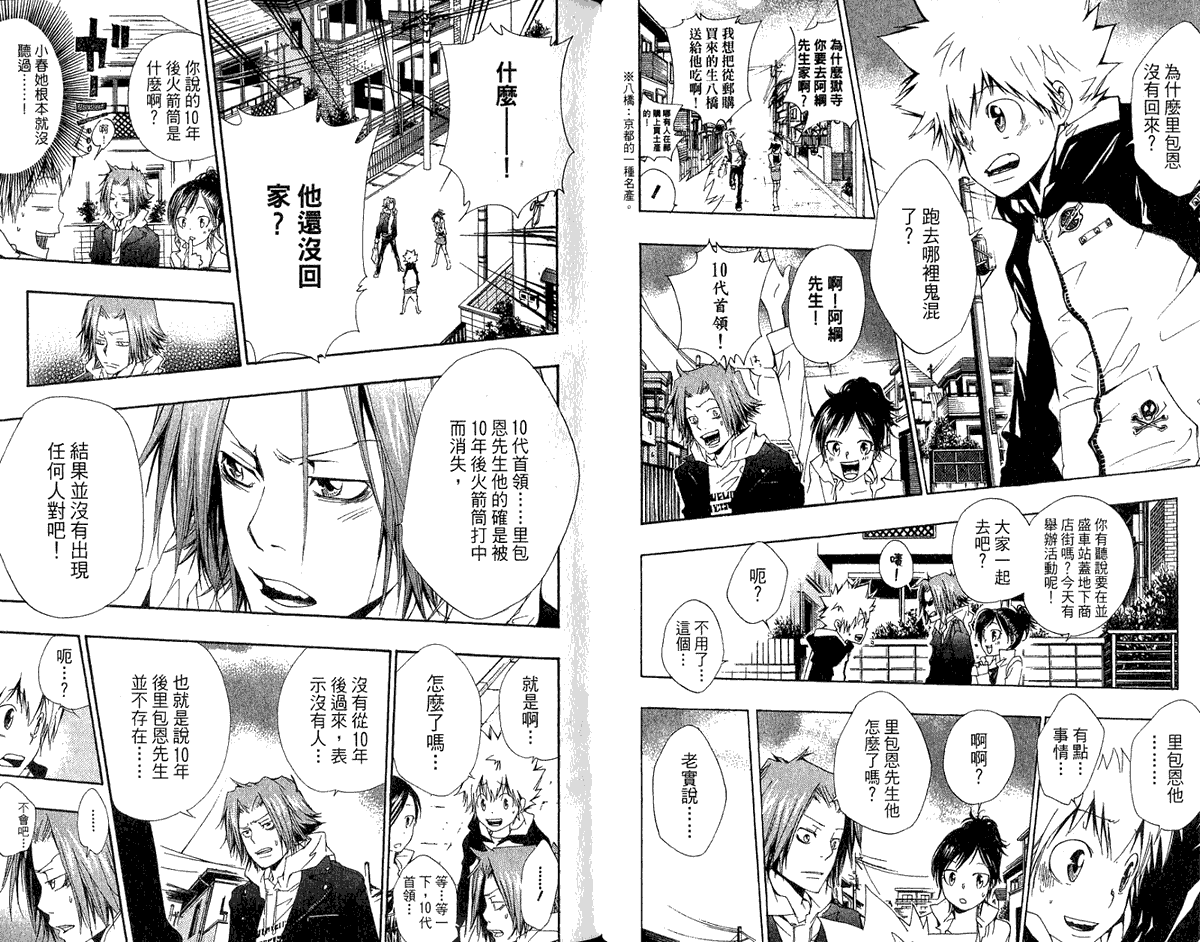 為什麼里包恩
沒有回來？
跑去哪裡鬼混
了？
為什麼獄寺
你要去阿綱
先生家啊？
我想把從郵購
買來的生八橋
送給他吃啊！
哪有人在郵
購上買土產
的！
※八橋：京都的一種名產。
啊！阿綱
先生！
10代首領！
你有聽說要在並
盛車站蓋地下商
店街嗎？今天有
舉辦活動呢！
大家一起
去吧？
嘖！
呃？
不用了…
這個…
里包恩他
……
有點…
事情…
啊啊？
里包恩先生他
怎麼了嗎？
老實說……
什麼──！
他還沒回
家？
你說的10年
後火箭筒是
什麼啊？
啊！
小春她根本就沒
聽過……！
10代首領……里包
恩先生他的確是被
10年後火箭筒打中
而消失，
結果並沒有出現
任何人對吧！
就是啊…
怎麼了嗎…
……
等…等一
下，10代
首領…
沒有從10年
後過來，表
示沒有人…
也就是說10年
後里包恩先生
並不存在……
呃…？
…
不會吧…